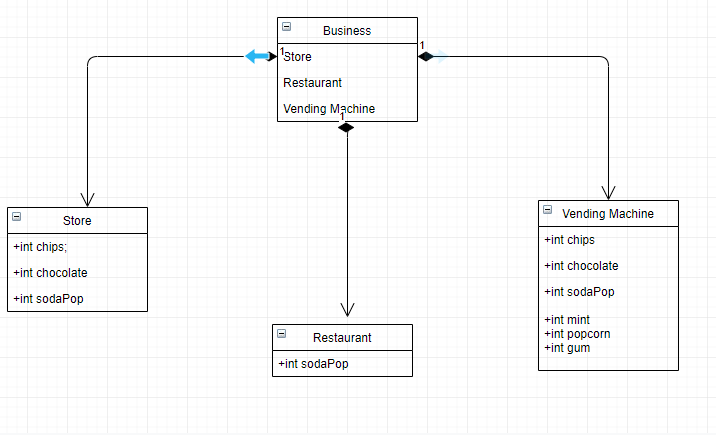 Business
1
Store
1
Restaurant
Vending Machine
1
Store
+int chips;
+int chocolate
+int sodaPop
Restaurant
+int sodaPop
Vending Machine
+int chips
+int chocolate
+int sodaPop
+int mint
+int popcorn
+int gum